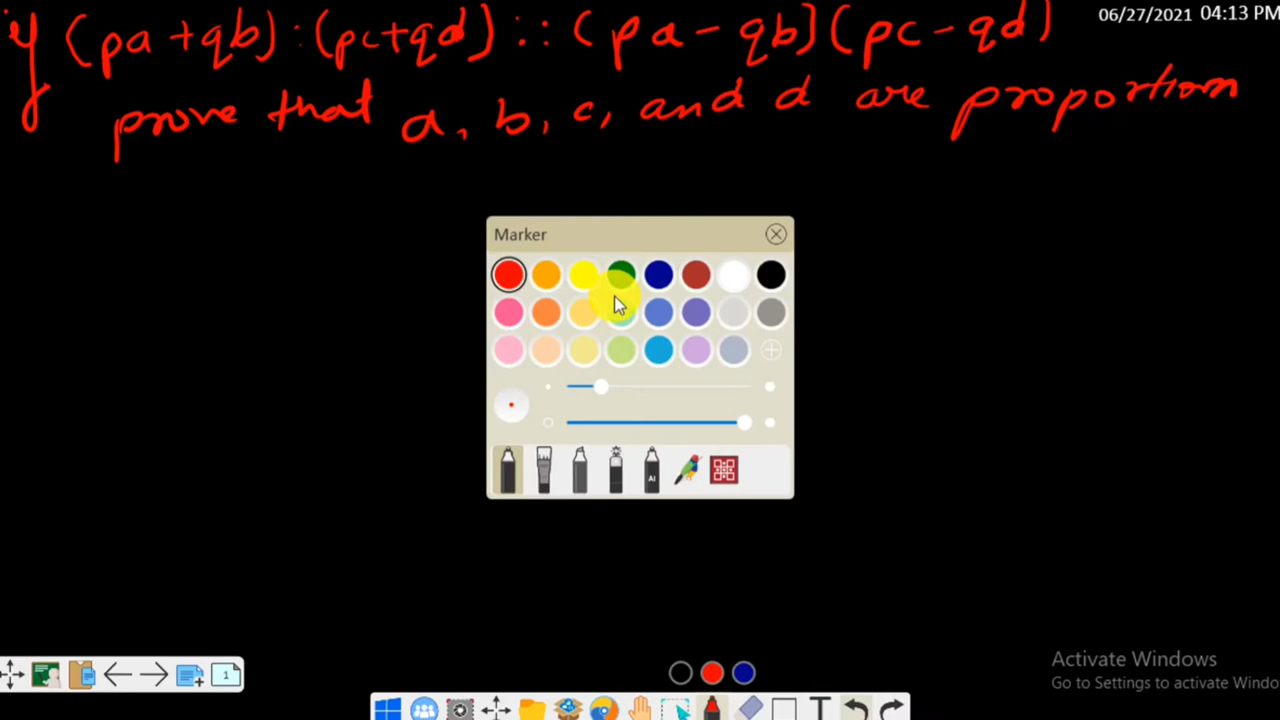 06/27/2021 04:13 PM
If (pa+qb):(pc+qd)::(pa-qb)(pc-qd)
prove that a, b, c, and d are proportion
Marker
AI
1
T
Activate Windows
Go to Settings to activate Windo